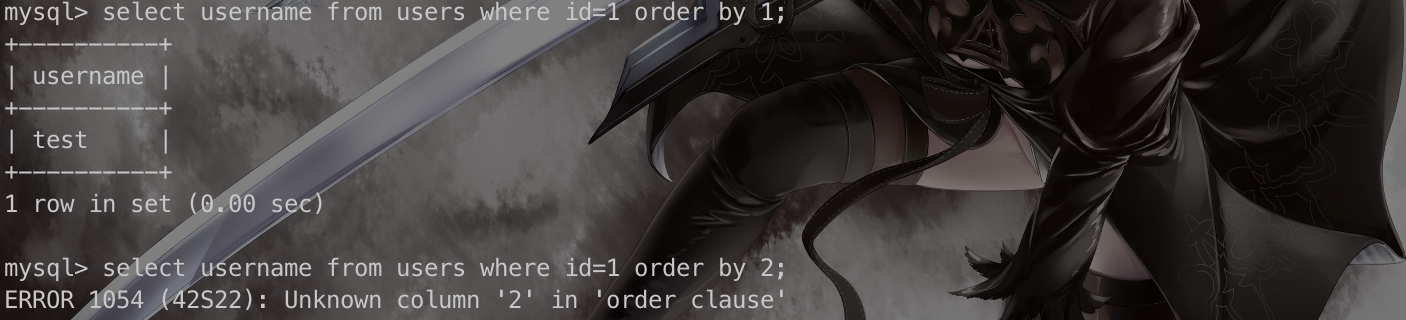 mysql> select username from users where id=1 order by 1;
+----------+
| username |
+----------+
| test     |
+----------+
1 row in set (0.00 sec)
mysql> select username from users where id=1 order by 2;
ERROR 1054 (42S22): Unknown column '2' in 'order clause'